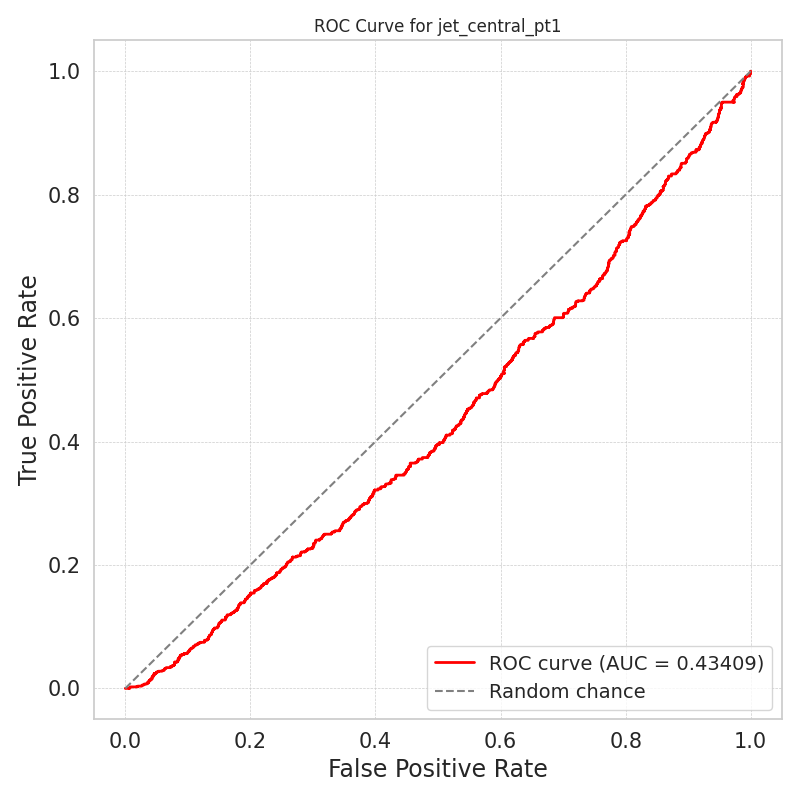 ROC Curve for jet_central_pt1
True Positive Rate
1.0
0.8
0.6
0.4
0.2
0.0
ROC curve (AUC = 0.43409)
Random chance
0.0 0.2 0.4 0.6 0.8 1.0
False Positive Rate